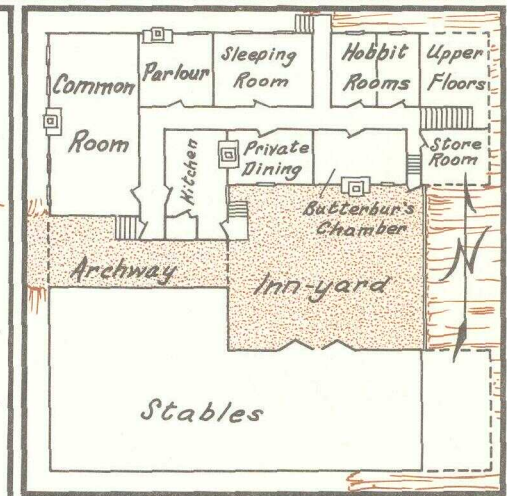 Common
Room
Parlour
Sleeping
Room
Hobbit
Rooms
Upper
Floors
Kitchen
Private
Dining
Store
Room
Butterbur's
Chamber
Archway
Inn-yard
N
Stables